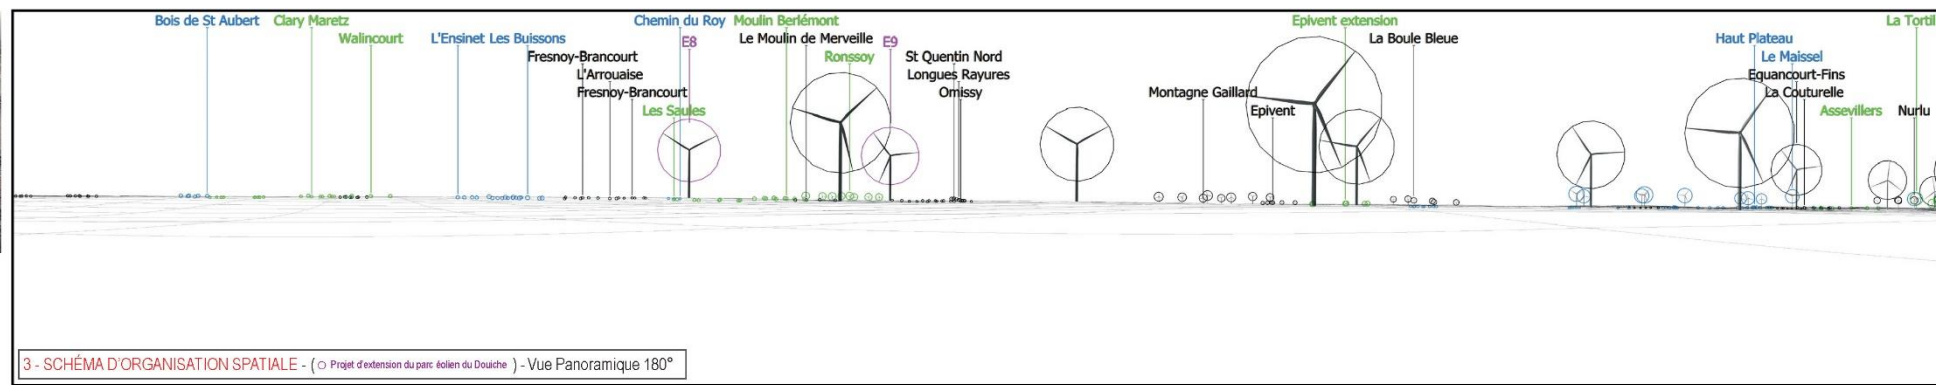 Bois de St Aubert Clary Maretz Chemin du Roy Moulin Berlémont Epivent extension La Tortil
Walincourt L'Ensinet Les Buissons E8 Le Moulin de Merveille E9 La Boule Bleue Haut Plateau
Fresnoy-Brancourt Ronssoy St Quentin Nord Le Maissel
L'Arrouaise Longues Rayures Equancourt-Fins
Fresnoy-Brancourt Omissy Montagne Gaillard La Couturelle
Les Saules Epivent Assevillers Nurlu
3 - SCHÉMA D'ORGANISATION SPATIALE - ( Projet d'extension du parc éolien du Douiche ) - Vue Panoramique 180°